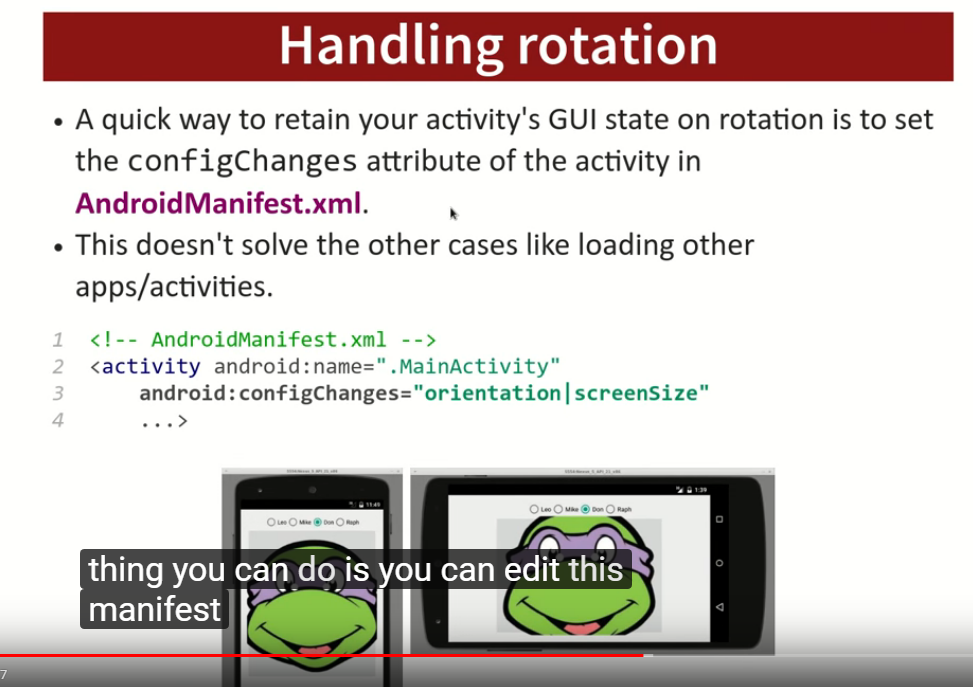 Handling rotation
• A quick way to retain your activity's GUI state on rotation is to set
the configChanges attribute of the activity in
AndroidManifest.xml.
• This doesn't solve the other cases like loading other
apps/activities.
1 <!-- AndroidManifest.xml -->
2 <activity android:name=".MainActivity"
3 android:configChanges="orientation|screenSize"
4 ...>
11:49
Leo Mike Don Raph
1:39
Leo Mike Don Raph
thing you can do is you can edit this
manifest
7